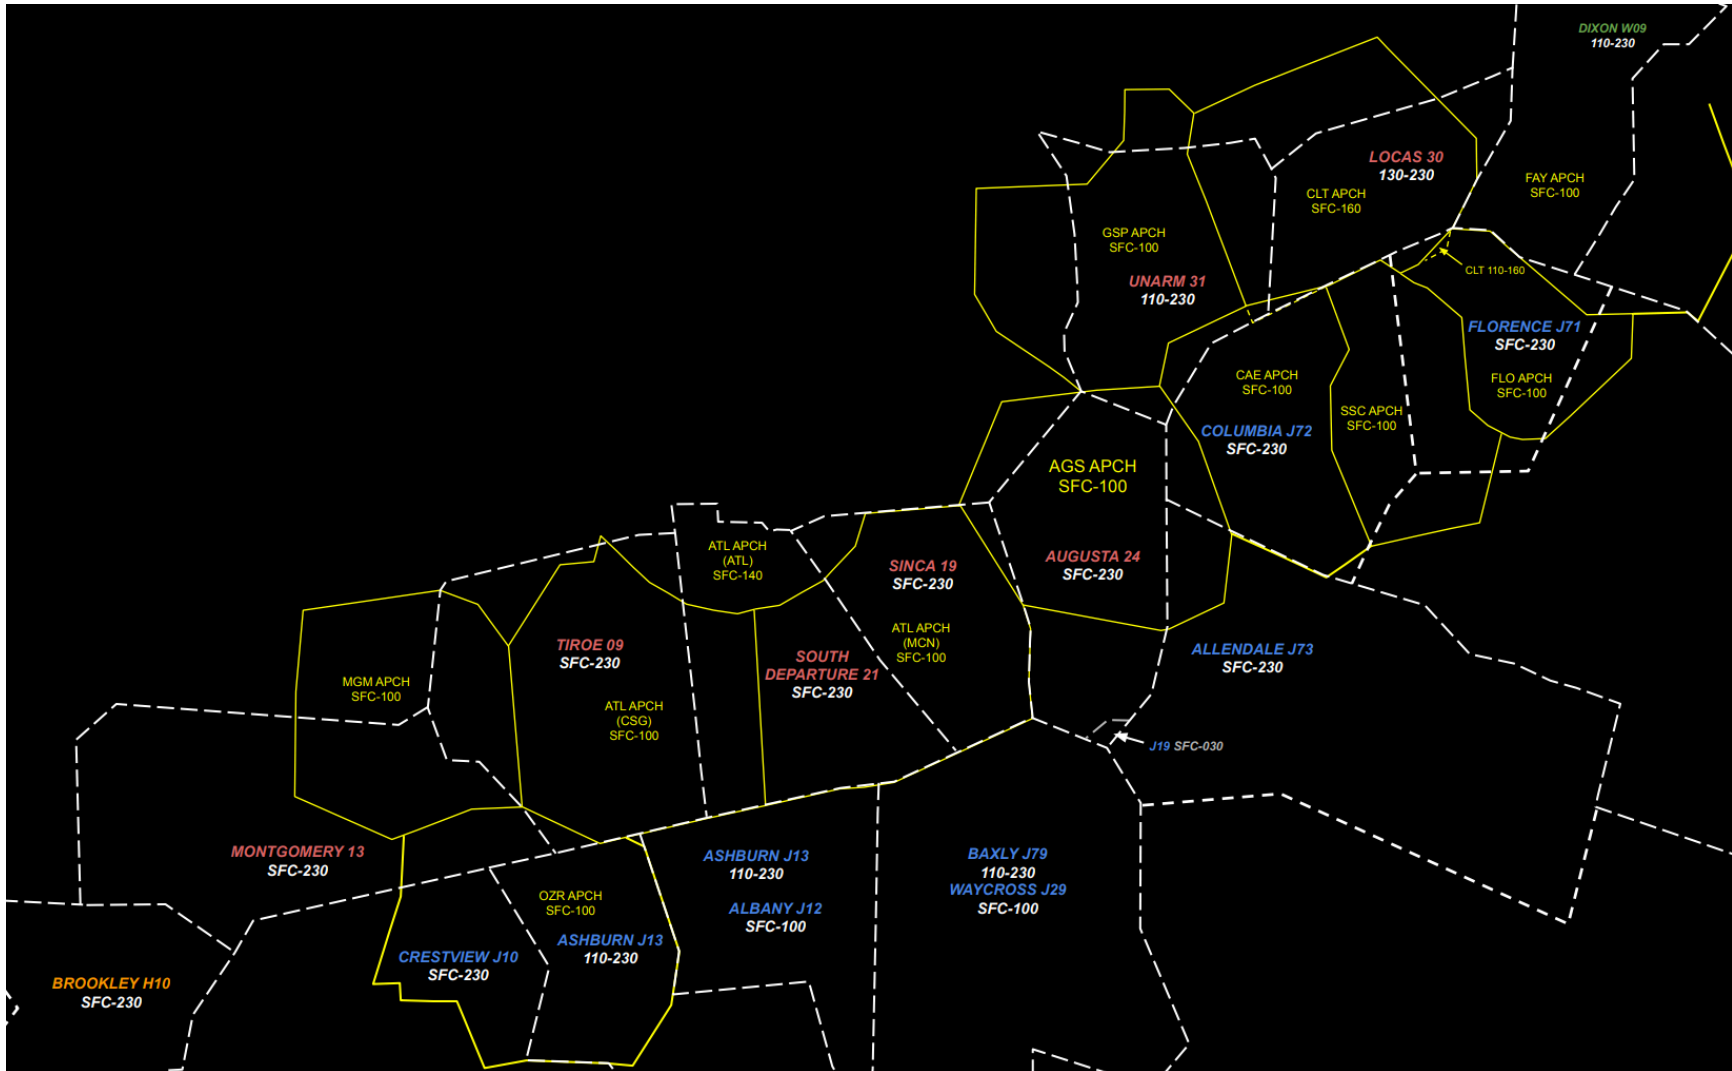 DIXON W09
110-230
LOCAS 30
130-230
CLT APCH
SFC-160
FAY APCH
SFC-100
GSP APCH
SFC-100
CLT 110-160
UNARM 31
110-230
FLORENCE J71
SFC-230
CAE APCH
SFC-100
FLO APCH
SFC-100
SSC APCH
SFC-100
COLUMBIA J72
SFC-230
AGS APCH
SFC-100
ATL APCH
(ATL)
SFC-140
SINCA 19
SFC-230
AUGUSTA 24
SFC-230
TIROE 09
SFC-230
ATL APCH
(MCN)
SFC-100
SOUTH
DEPARTURE 21
SFC-230
ALLENDALE J73
SFC-230
MGM APCH
SFC-100
ATL APCH
(CSG)
SFC-100
J19 SFC-030
MONTGOMERY 13
SFC-230
ASHBURN J13
110-230
ALBANY J12
SFC-100
BAXLY J79
110-230
WAYCROSS J29
SFC-100
OZR APCH
SFC-100
ASHBURN J13
110-230
CRESTVIEW J10
SFC-230
BROOKLEY H10
SFC-230